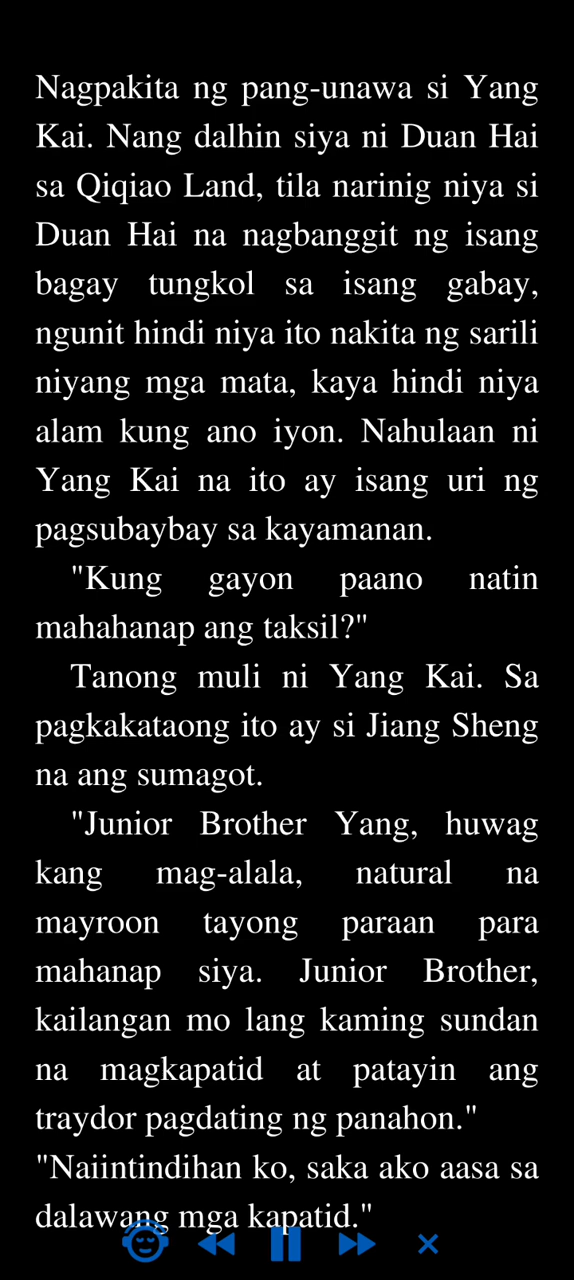 Nagpakita ng pang-unawa si Yang
Kai. Nang dalhin siya ni Duan Hai
sa Qiqiao Land, tila narinig niya si
Duan Hai na nagbanggit ng isang
bagay tungkol sa isang gabay,
ngunit hindi niya ito nakita ng sarili
niyang mga mata, kaya hindi niya
alam kung ano iyon. Nahulaan ni
Yang Kai na ito ay isang uri ng
pagsubaybay sa kayamanan.
"Kung gayon paano natin
mahahanap ang taksil?"
Tanong muli ni Yang Kai. Sa
pagkakataong ito ay si Jiang Sheng
na ang sumagot.
"Junior Brother Yang, huwag
kang mag-alala, natural na
mayroon tayong paraan para
mahanap siya. Junior Brother,
kailangan mo lang kaming sundan
na magkapatid at patayin ang
traydor pagdating ng panahon."
"Naiintindihan ko, saka ako aasa sa
dalawang mga kapatid."